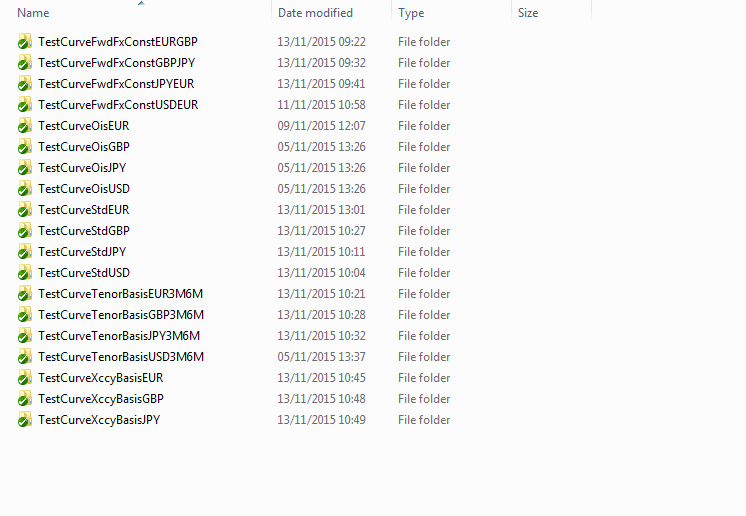 Name Date modified Type Size
TestCurveFwdFxConstEURGBP 13/11/2015 09:22 File folder
TestCurveFwdFxConstGBPJPY 13/11/2015 09:32 File folder
TestCurveFwdFxConstJPYEUR 13/11/2015 09:41 File folder
TestCurveFwdFxConstUSDEUR 11/11/2015 10:58 File folder
TestCurveOisEUR 09/11/2015 12:07 File folder
TestCurveOisGBP 05/11/2015 13:26 File folder
TestCurveOisJPY 05/11/2015 13:26 File folder
TestCurveOisUSD 05/11/2015 13:26 File folder
TestCurveStdEUR 13/11/2015 13:01 File folder
TestCurveStdGBP 13/11/2015 10:27 File folder
TestCurveStdJPY 13/11/2015 10:11 File folder
TestCurveStdUSD 13/11/2015 10:04 File folder
TestCurveTenorBasisEUR3M6M 13/11/2015 10:21 File folder
TestCurveTenorBasisGBP3M6M 13/11/2015 10:28 File folder
TestCurveTenorBasisJPY3M6M 13/11/2015 10:32 File folder
TestCurveTenorBasisUSD3M6M 05/11/2015 13:37 File folder
TestCurveXccyBasisEUR 13/11/2015 10:45 File folder
TestCurveXccyBasisGBP 13/11/2015 10:48 File folder
TestCurveXccyBasisJPY 13/11/2015 10:49 File folder